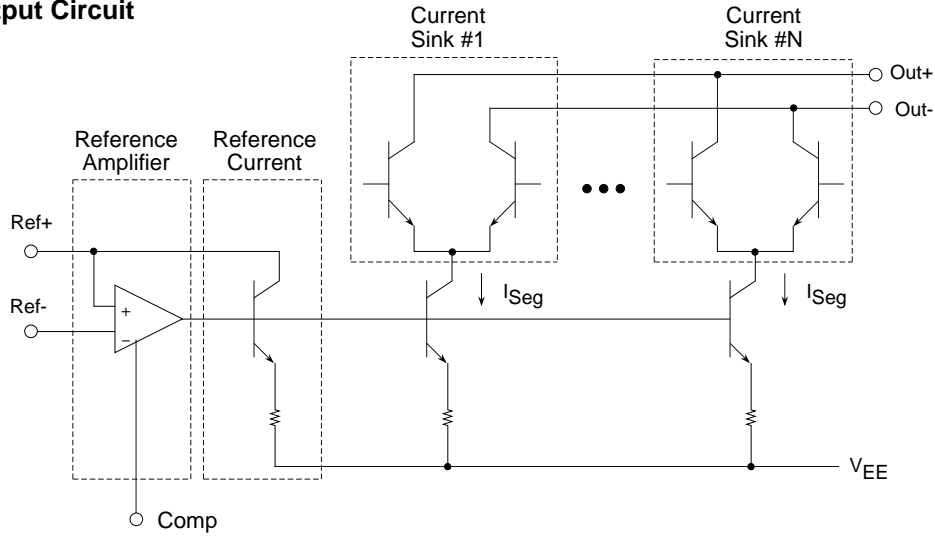 put Circuit
Current
Sink #1
Current
Sink #N
Out+
Out-
Reference
Amplifier
Reference
Current
Ref+
Ref-
+
−
I_Seg
I_Seg
V_EE
Comp